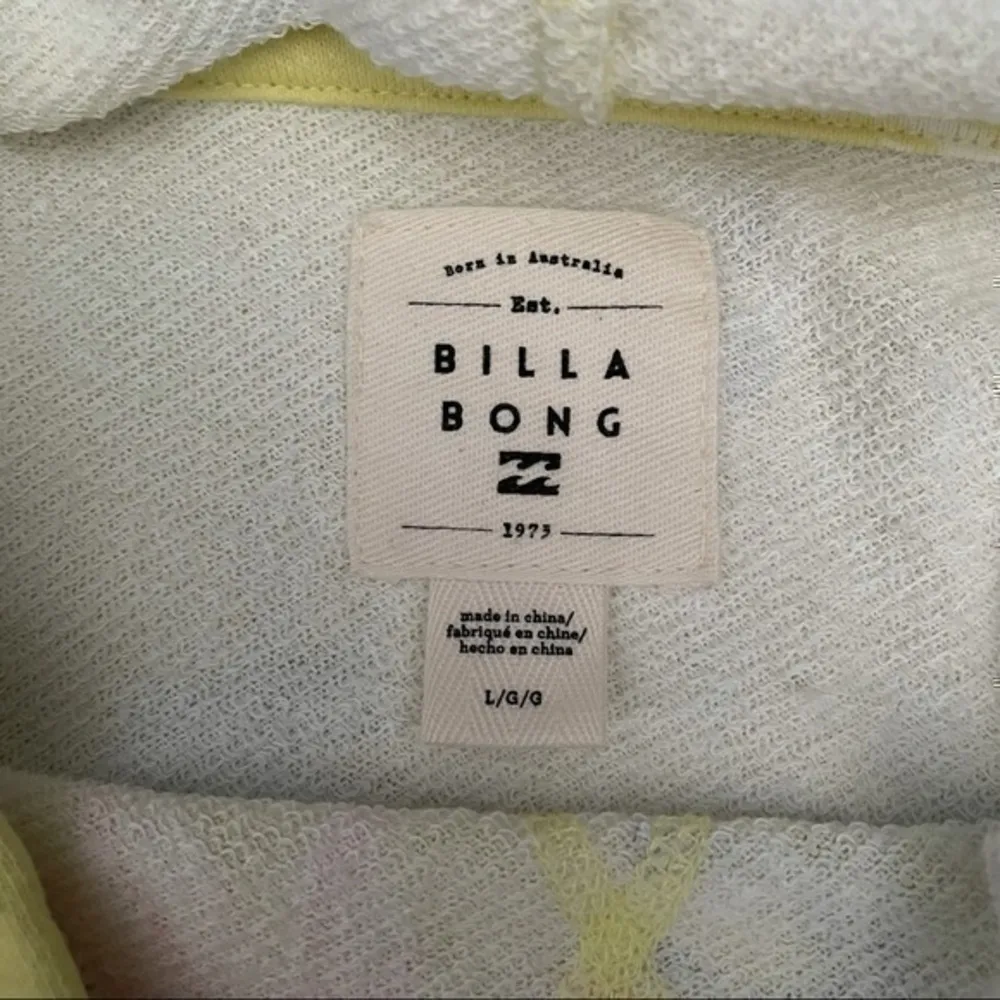 Born in Australia
Est.
BILLA
BONG
1973
made in china/
fabriqué en chine/
hecho en china
L/G/G